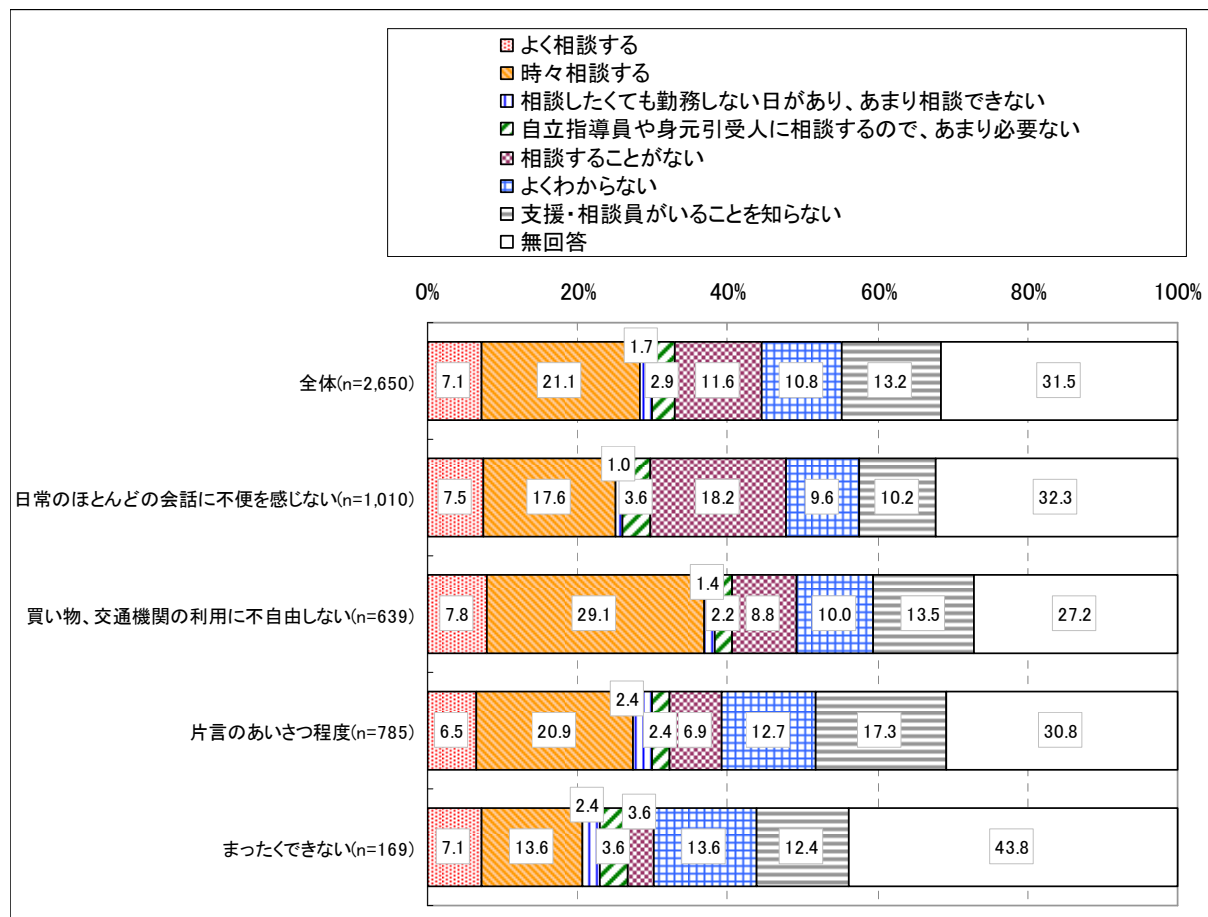 よく相談する
時々相談する
相談したくても勤務しない日があり、あまり相談できない
自立指導員や身元引受人に相談するので、あまり必要ない
相談することがない
よくわからない
支援・相談員がいることを知らない
無回答
0% 20% 40% 60% 80% 100%
全体(n=2,650) 7.1 21.1 1.7 2.9 11.6 10.8 13.2 31.5
日常のほとんどの会話に不便を感じない(n=1,010) 7.5 17.6 1.0 3.6 18.2 9.6 10.2 32.3
買い物、交通機関の利用に不自由しない(n=639) 7.8 29.1 1.4 2.2 8.8 10.0 13.5 27.2
片言のあいさつ程度(n=785) 6.5 20.9 2.4 2.4 6.9 12.7 17.3 30.8
まったくできない(n=169) 7.1 13.6 2.4 3.6 3.6 13.6 12.4 43.8